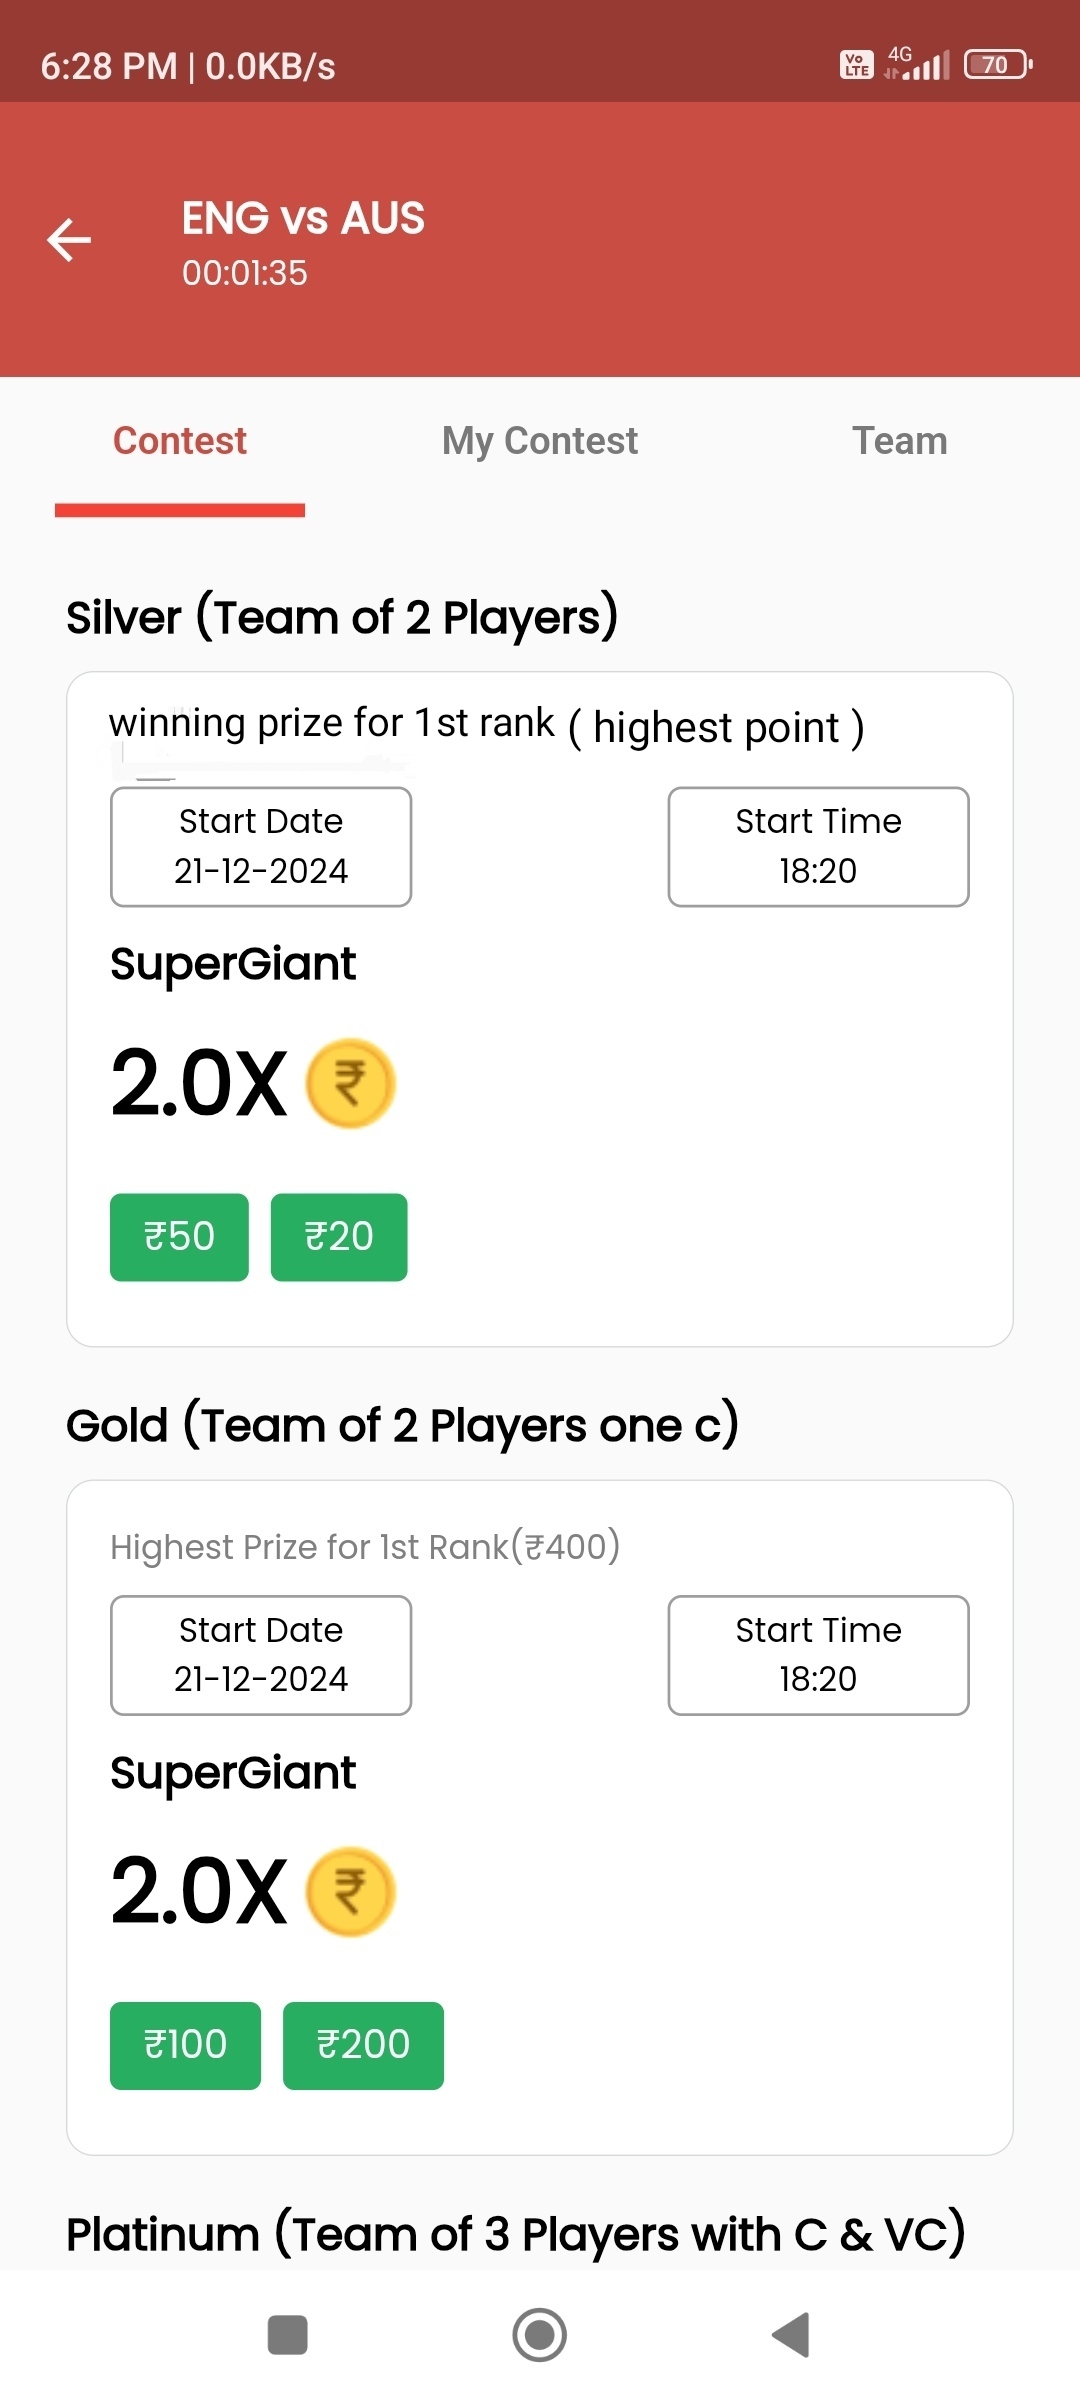 6:28 PM | 0.0KB/s
Vo LTE 4G 70
ENG vs AUS
00:01:35
Contest My Contest Team
Silver (Team of 2 Players)
winning prize for 1st rank ( highest point )
Start Date Start Time
21-12-2024 18:20
SuperGiant
2.0X ₹
₹50 ₹20
Gold (Team of 2 Players one c)
Highest Prize for 1st Rank(₹400)
Start Date Start Time
21-12-2024 18:20
SuperGiant
2.0X ₹
₹100 ₹200
Platinum (Team of 3 Players with C & VC)